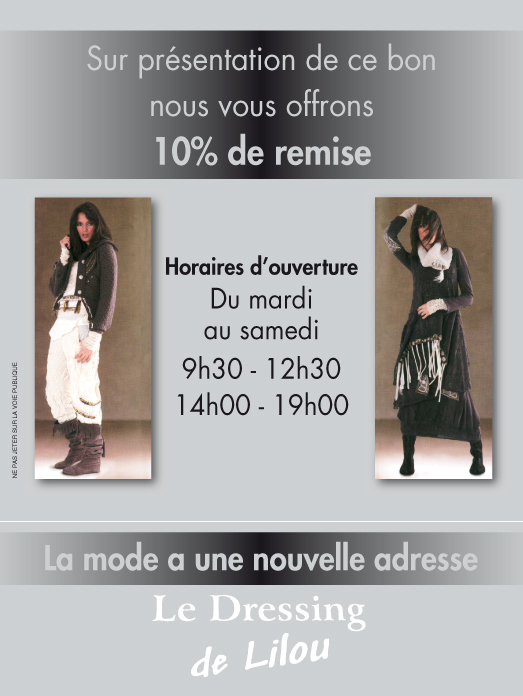 Sur présentation de ce bon
nous vous offrons
10% de remise
Horaires d'ouverture
Du mardi
au samedi
9h30 - 12h30
14h00 - 19h00
NE PAS JETER SUR LA VOIE PUBLIQUE
La mode a une nouvelle adresse
Le Dressing
de Lilou